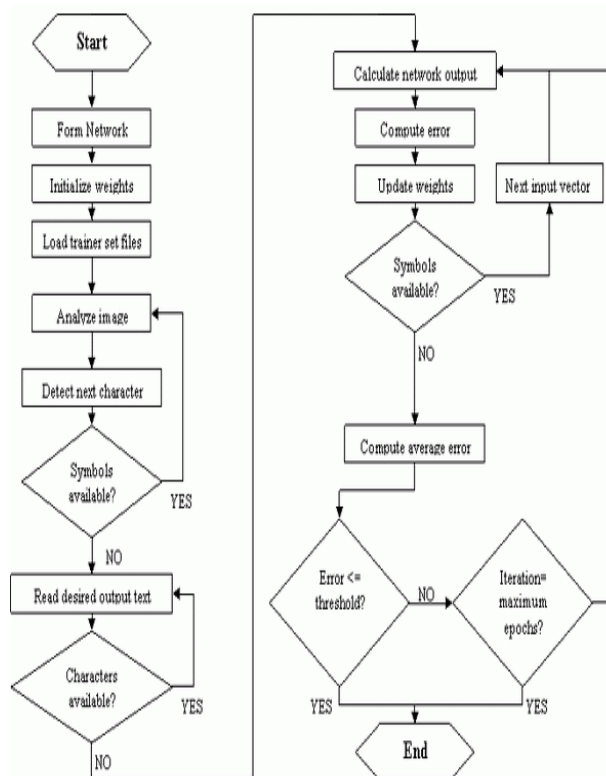 Start
Form Network
Initialize weights
Load trainer set files
Analyze image
Detect next character
Symbols
available?
YES
NO
Read desired output text
Characters
available?
YES
NO
Calculate network output
Compute error
Update weights
Next input vector
Symbols
available?
YES
NO
Compute average error
Error <=
threshold?
NO
Iteration=
maximum
epochs?
YES
YES
End